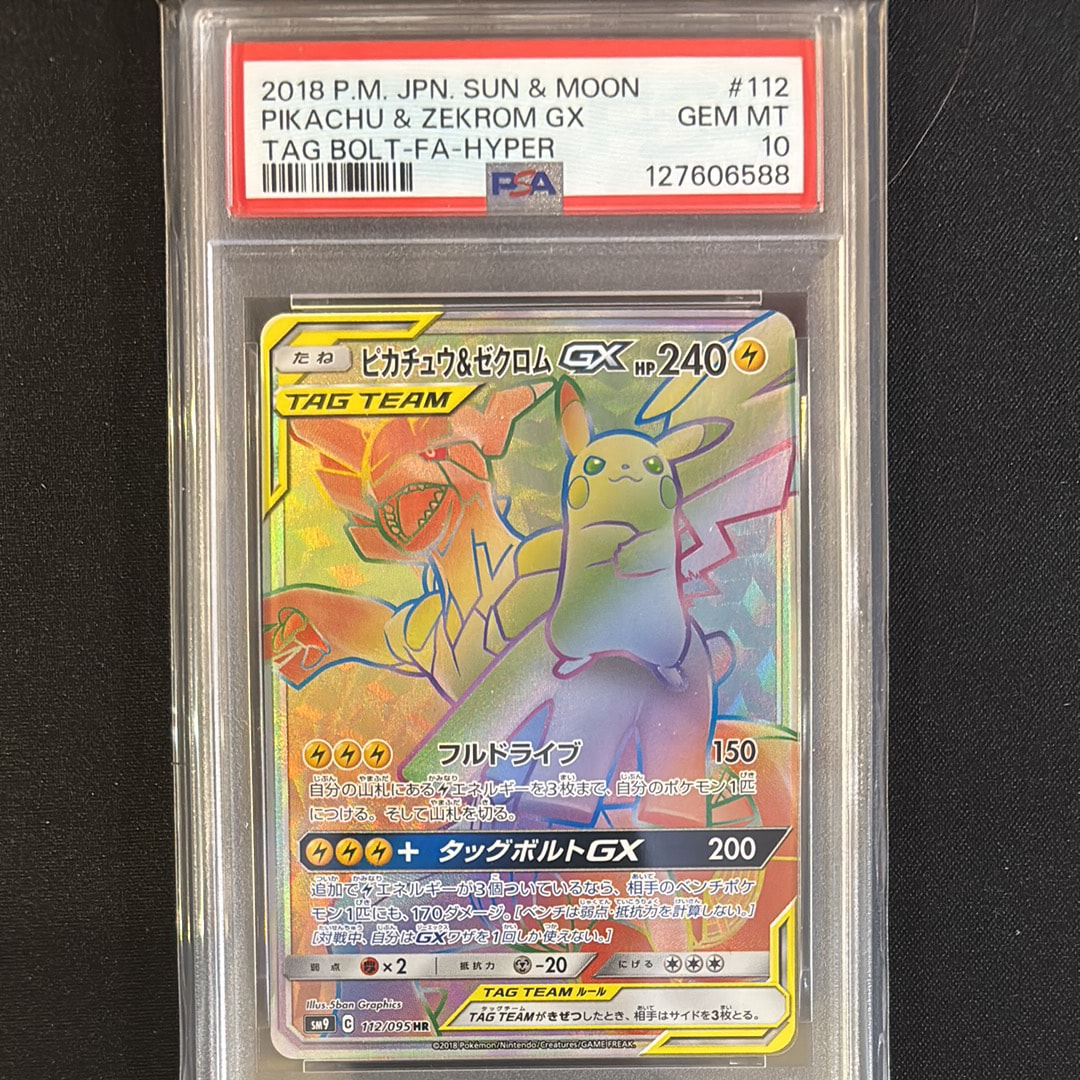 2018 P.M. JPN. SUN & MOON #112
PIKACHU & ZEKROM GX GEM MT
TAG BOLT-FA-HYPER 10
PSA 127606588
たね ピカチュウ&ゼクロム GX HP 240
TAG TEAM
フルドライブ 150
自分の山札にあるエネルギーを3枚まで、自分のポケモン1匹
につける。そして山札を切る。
+ タッグボルトGX 200
追加でエネルギーが3個ついているなら、相手のベンチポケ
モン1匹にも、170ダメージ。[ベンチは弱点・抵抗力を計算しない。]
[対戦中、自分はGXワザを1回しか使えない。]
弱点 ×2 抵抗力 -20 にげる
TAG TEAM ルール
TAG TEAMがきぜつしたとき、相手はサイドを3枚とる。
Illus. 5ban Graphics
SM9 C 112/095 HR
©2018 Pokémon/Nintendo/Creatures/GAME FREAK.